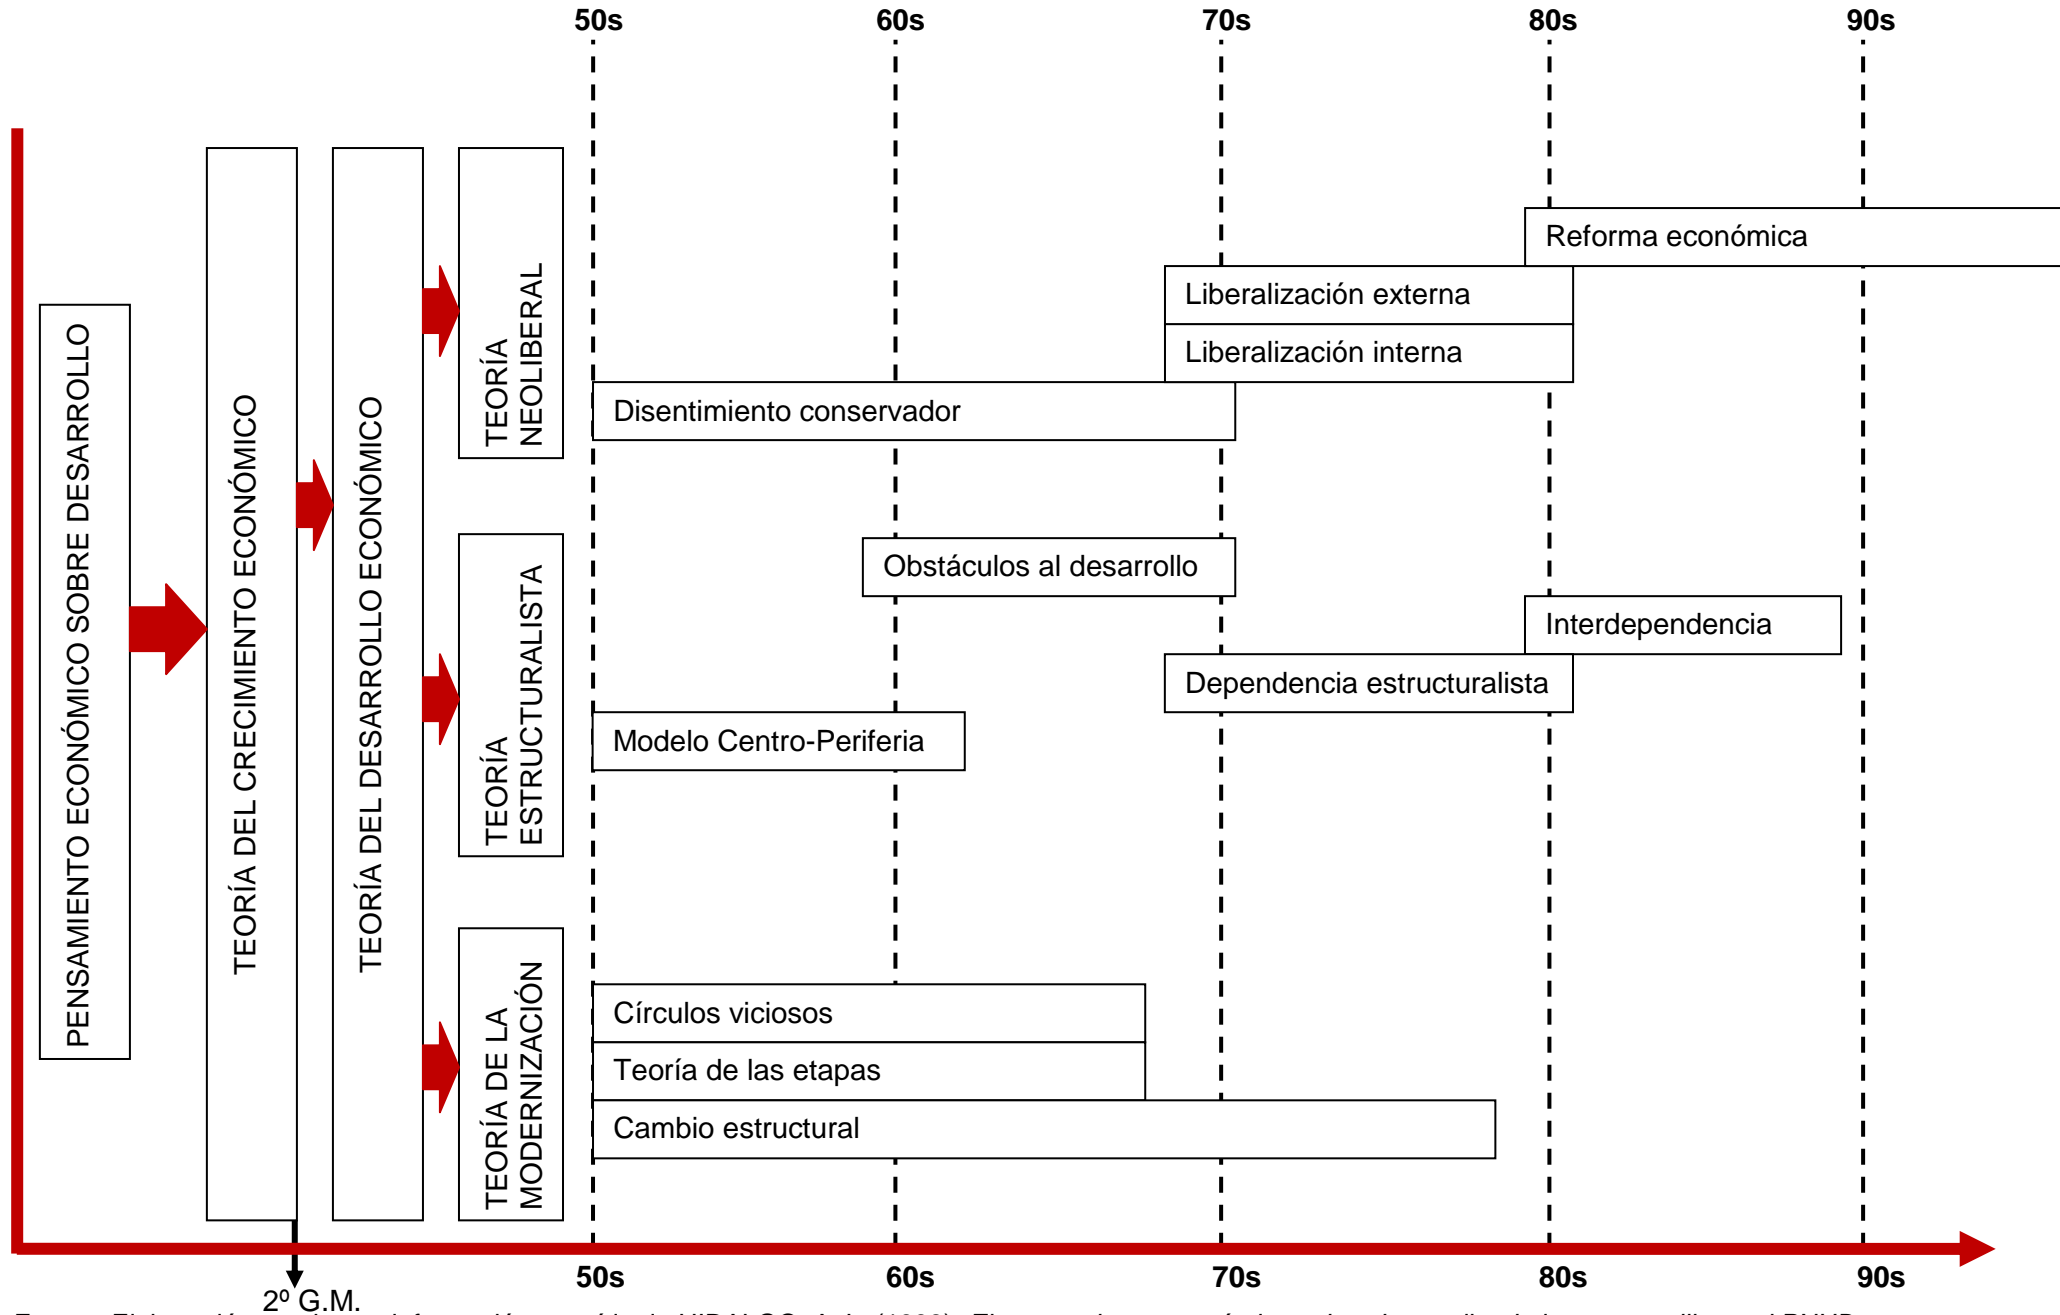 50s 60s 70s 80s 90s
PENSAMIENTO ECONÓMICO SOBRE DESARROLLO
TEORÍA DEL CRECIMIENTO ECONÓMICO
TEORÍA DEL DESARROLLO ECONÓMICO
TEORÍA
NEOLIBERAL
Reforma económica
Liberalización externa
Liberalización interna
Disentimiento conservador
TEORÍA
ESTRUCTURALISTA
Obstáculos al desarrollo
Interdependencia
Dependencia estructuralista
Modelo Centro-Periferia
TEORÍA DE LA
MODERNIZACIÓN
Círculos viciosos
Teoría de las etapas
Cambio estructural
50s 60s 70s 80s 90s
2º G.M.